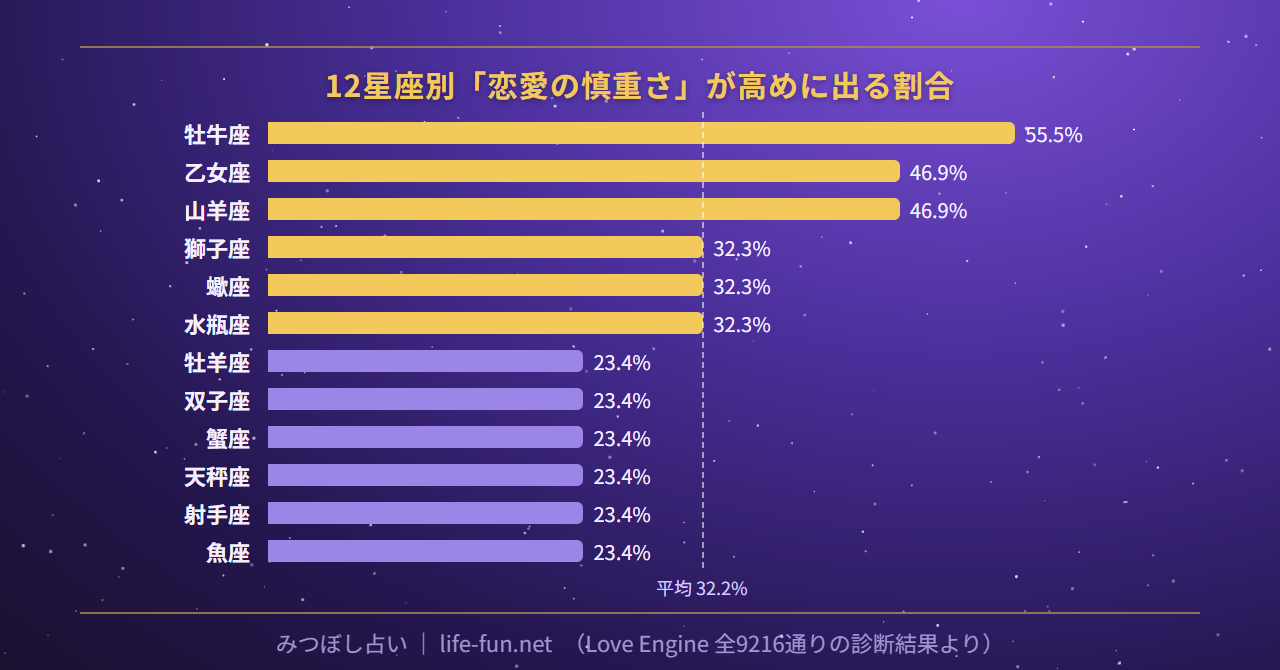 12星座別「恋愛の慎重さ」が高めに出る割合
牡牛座 55.5%
乙女座 46.9%
山羊座 46.9%
獅子座 32.3%
蠍座 32.3%
水瓶座 32.3%
牡羊座 23.4%
双子座 23.4%
蟹座 23.4%
天秤座 23.4%
射手座 23.4%
魚座 23.4%
平均 32.2%
みつぼし占い ｜ life-fun.net （Love Engine 全9216通りの診断結果より）